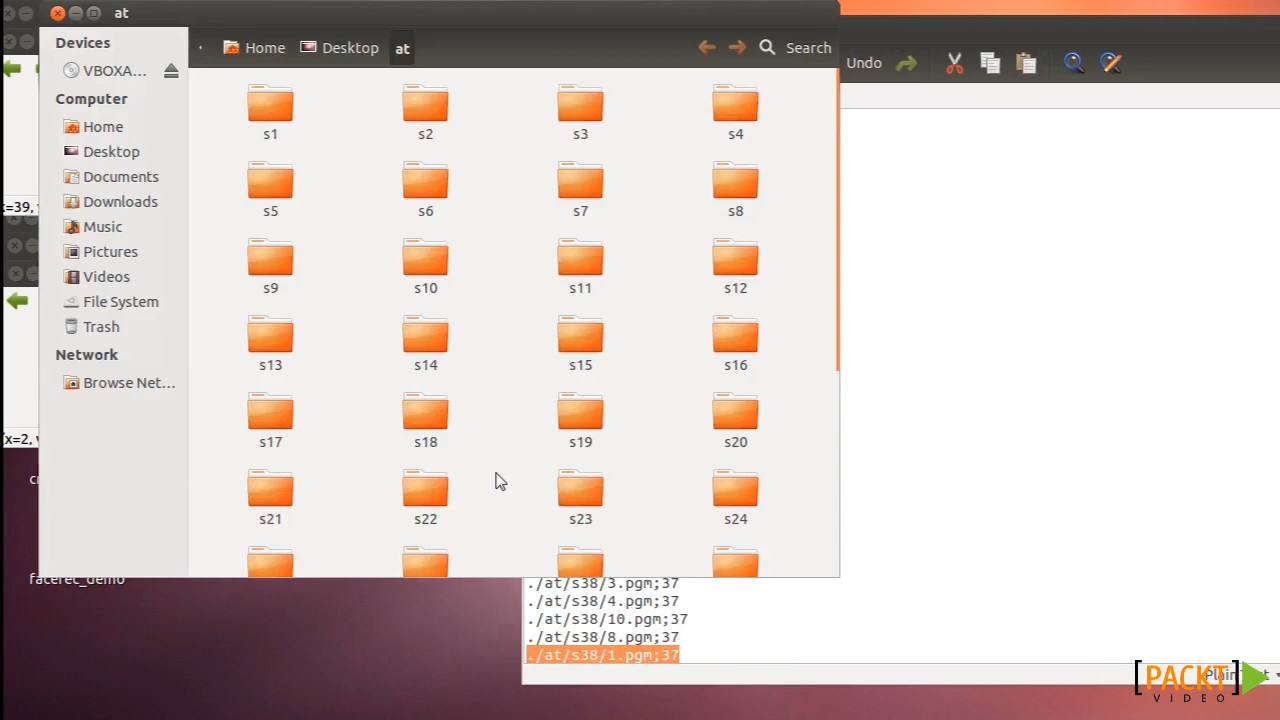 at
Devices
VBOXA...
Computer
Home
Desktop
Documents
Downloads
Music
Pictures
Videos
File System
Trash
Network
Browse Net...
Home
Desktop
at
Search
Undo
s1
s2
s3
s4
s5
s6
s7
s8
s9
s10
s11
s12
s13
s14
s15
s16
s17
s18
s19
s20
s21
s22
s23
s24
x=39,
x=2,
facerec_demo
./at/s38/3.pgm;37
./at/s38/4.pgm;37
./at/s38/10.pgm;37
./at/s38/8.pgm;37
./at/s38/1.pgm;37
[PACKT]
VIDEO